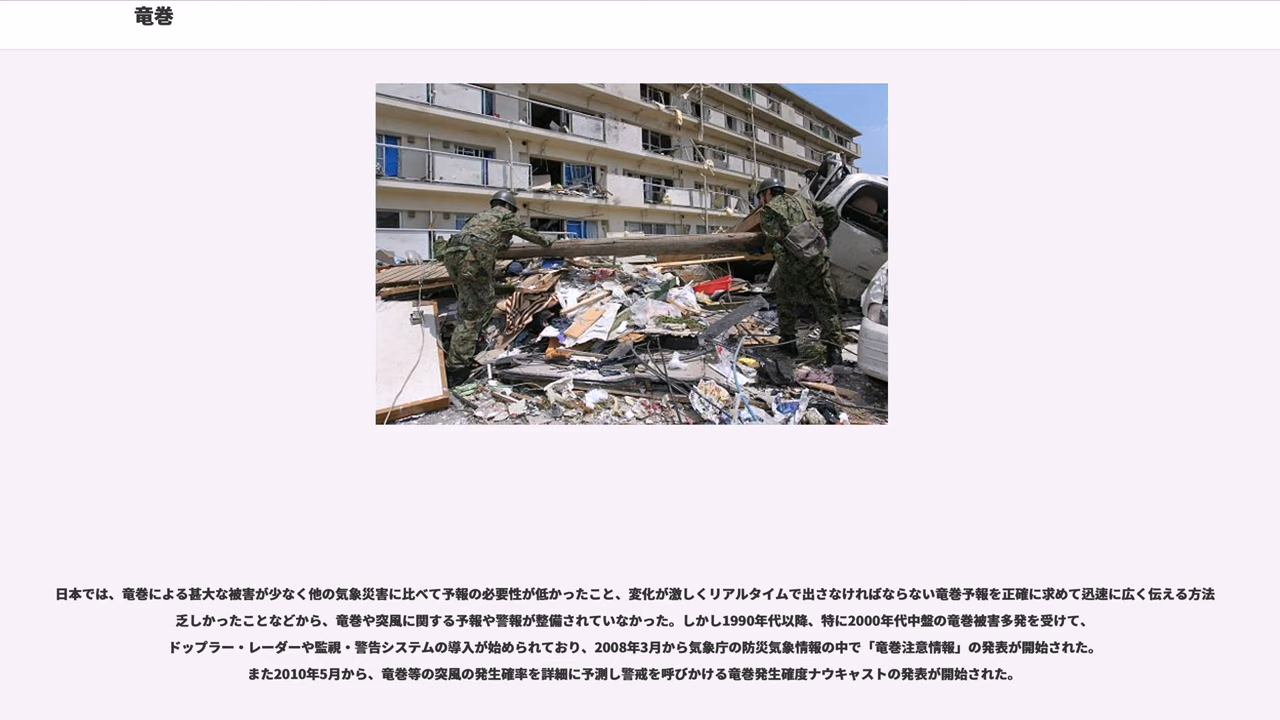 竜巻
日本では、竜巻による甚大な被害が少なく他の気象災害に比べて予報の必要性が低かったこと、変化が激しくリアルタイムで出さなければならない竜巻予報を正確に求めて迅速に広く伝える方法
乏しかったことなどから、竜巻や突風に関する予報や警報が整備されていなかった。しかし1990年代以降、特に2000年代中盤の竜巻被害多発を受けて、
ドップラー・レーダーや監視・警告システムの導入が始められており、2008年3月から気象庁の防災気象情報の中で「竜巻注意情報」の発表が開始された。
また2010年5月から、竜巻等の突風の発生確率を詳細に予測し警戒を呼びかける竜巻発生確度ナウキャストの発表が開始された。